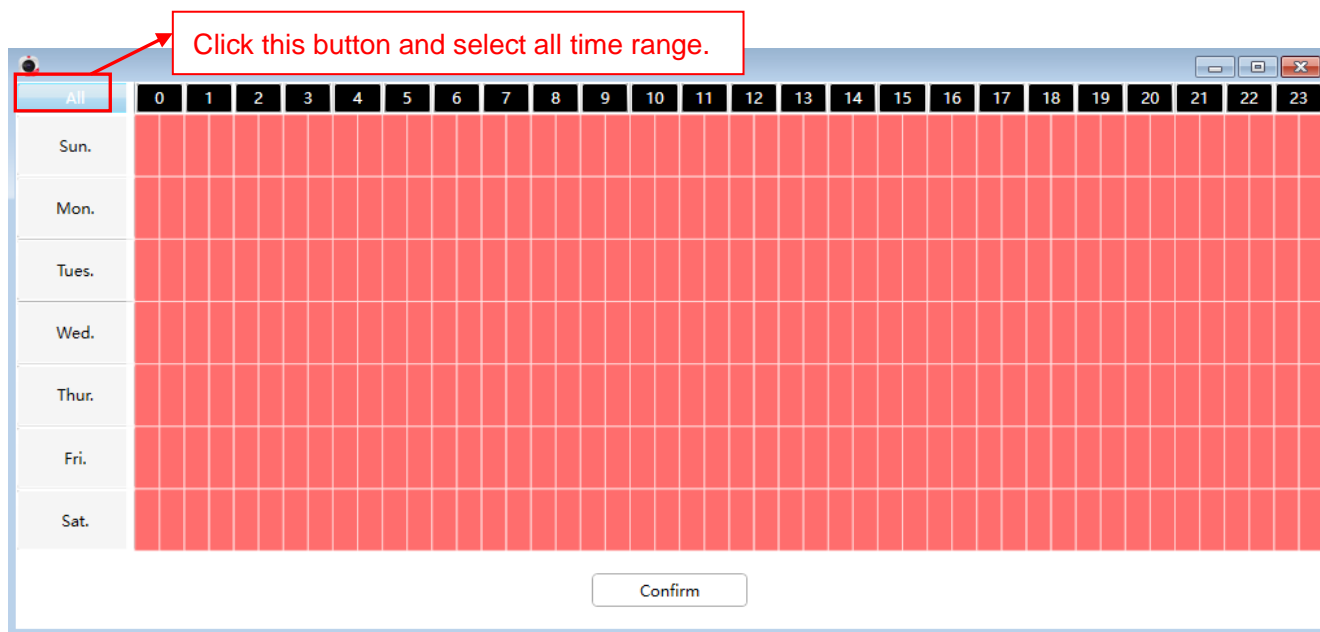 Click this button and select all time range.
All 0 1 2 3 4 5 6 7 8 9 10 11 12 13 14 15 16 17 18 19 20 21 22 23
Sun.
Mon.
Tues.
Wed.
Thur.
Fri.
Sat.
Confirm